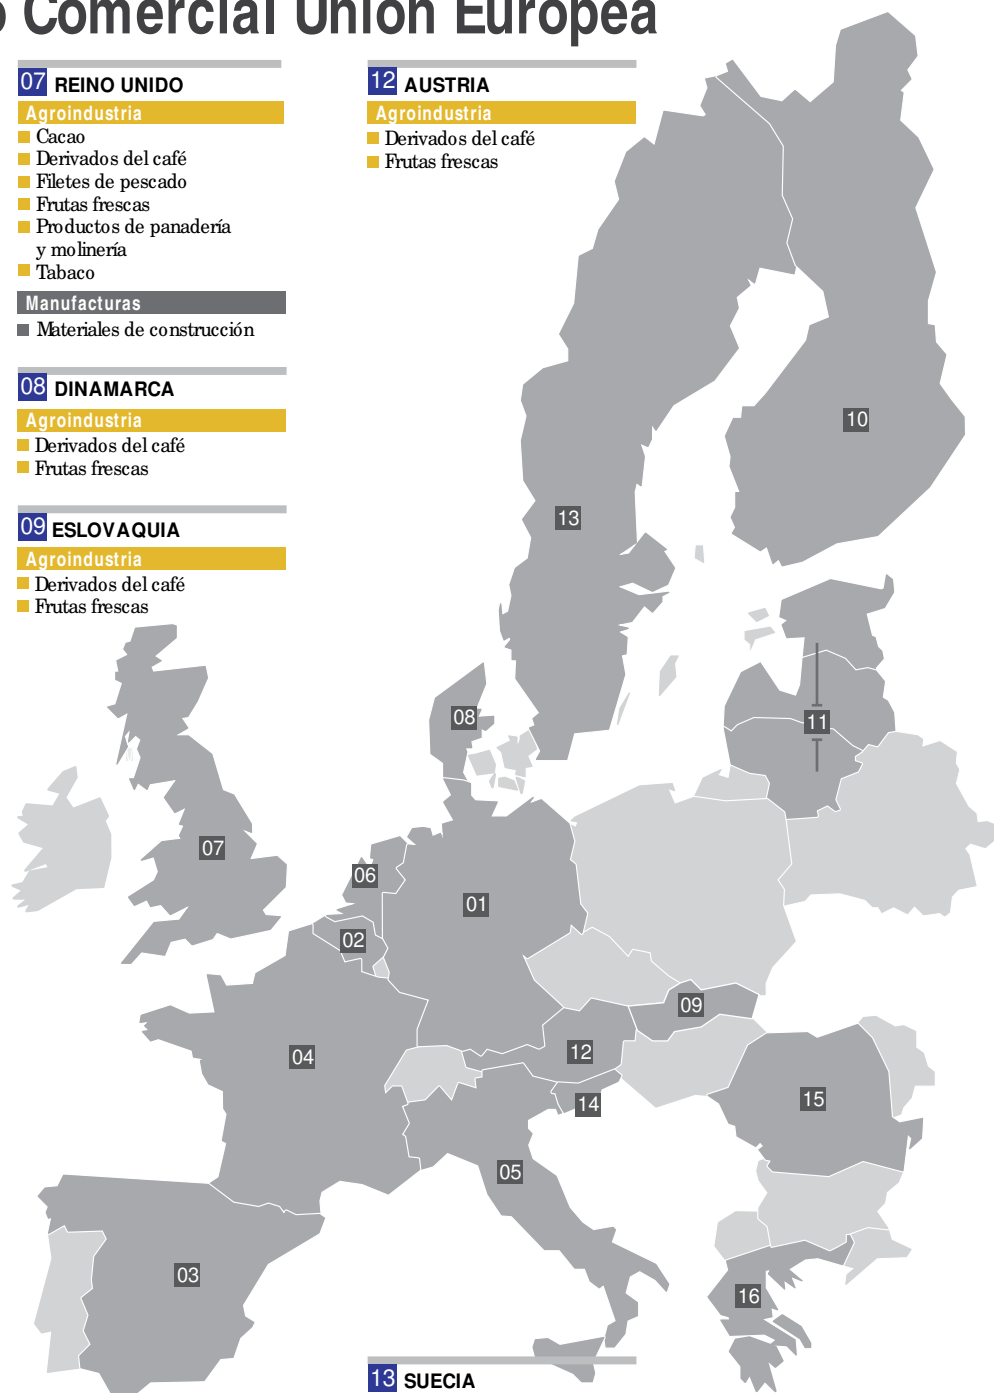 o Comercial Unión Europea
07 REINO UNIDO
Agroindustria
Cacao
Derivados del café
Filetes de pescado
Frutas frescas
Productos de panadería
y molinería
Tabaco
Manufacturas
Materiales de construcción
08 DINAMARCA
Agroindustria
Derivados del café
Frutas frescas
09 ESLOVAQUIA
Agroindustria
Derivados del café
Frutas frescas
12 AUSTRIA
Agroindustria
Derivados del café
Frutas frescas
10
13
08
11
07
06
01
02
09
04
12
15
14
05
03
16
13 SUECIA